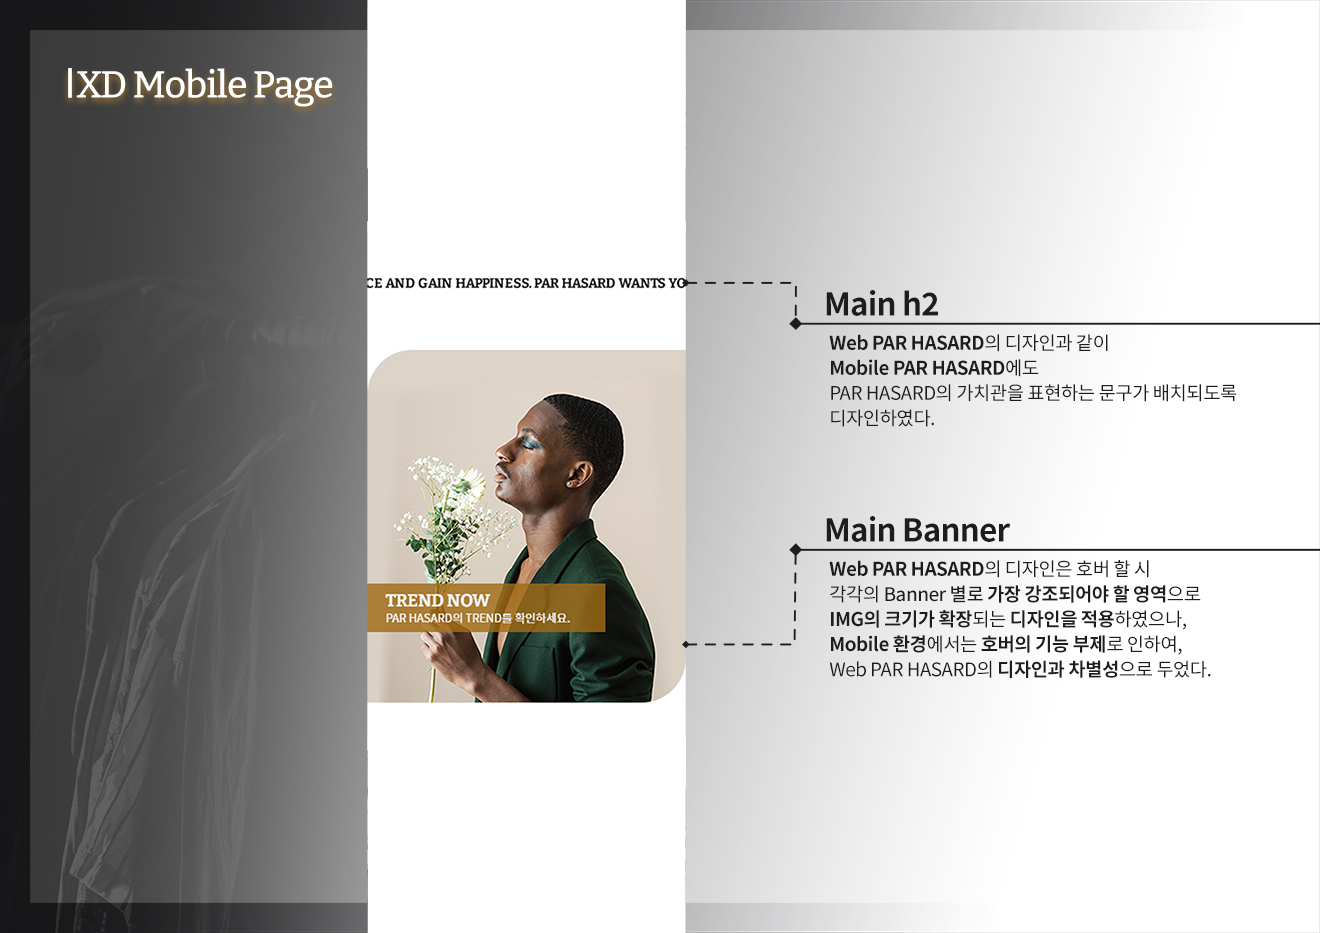 XD Mobile Page
CE AND GAIN HAPPINESS. PAR HASARD WANTS YO
TREND NOW
PAR HASARD의 TREND를 확인하세요.
Main h2
Web PAR HASARD의 디자인과 같이
Mobile PAR HASARD에도
PAR HASARD의 가치관을 표현하는 문구가 배치되도록
디자인하였다.
Main Banner
Web PAR HASARD의 디자인은 호버 할 시
각각의 Banner 별로 가장 강조되어야 할 영역으로
IMG의 크기가 확장되는 디자인을 적용하였으나,
Mobile 환경에서는 호버의 기능 부제로 인하여,
Web PAR HASARD의 디자인과 차별성으로 두었다.